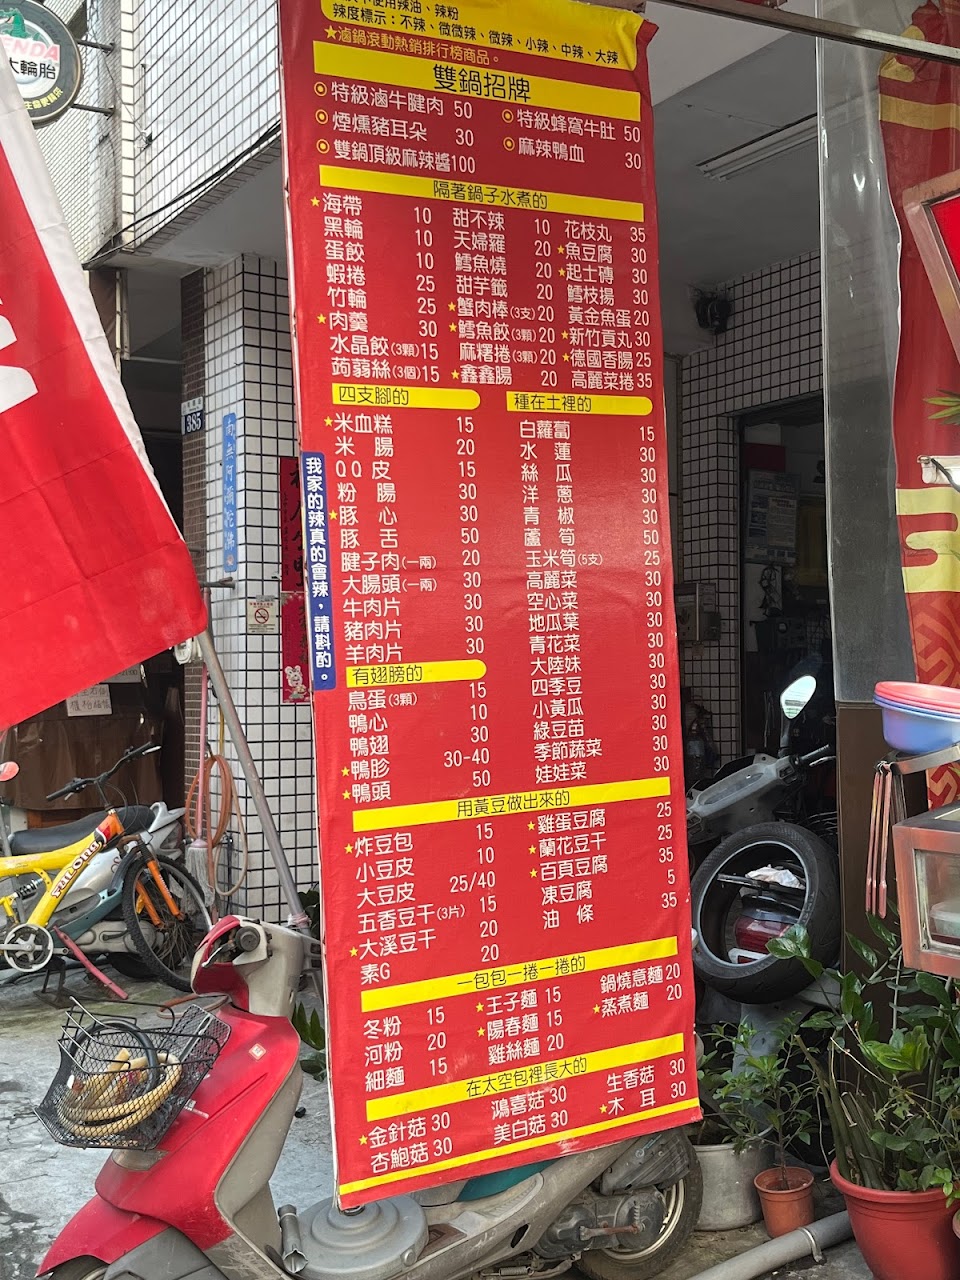 使用辣油、辣粉
辣度標示：不辣、微微辣、微辣、小辣、中辣、大辣
★滷鍋滾動熱銷排行榜商品。
雙鍋招牌
特級滷牛腱肉 50
特級蜂窩牛肚 50
煙燻豬耳朵 30
麻辣鴨血 30
雙鍋頂級麻辣醬100
隔著鍋子水煮的
★海帶 10
黑輪 10
蛋餃 10
蝦捲 25
竹輪 25
★肉羹 30
水晶餃(3顆)15
蒟蒻絲(3個)15
甜不辣 10
天婦羅 20
鱈魚燒 20
甜芋籤 20
★蟹肉棒(3支)20
★鱈魚餃(3顆)20
麻糬捲(3顆)20
★鑫鑫腸 20
花枝丸 35
★魚豆腐 30
★起士磚 30
鱈枝揚 30
黃金魚蛋 20
★新竹貢丸 30
★德國香腸 25
高麗菜捲 35
四支腳的
★米血糕 15
米腸 20
QQ皮 15
粉腸 30
★豚心 30
豚舌 50
腱子肉(一兩) 20
大腸頭(一兩) 30
牛肉片 30
豬肉片 30
羊肉片 30
有翅膀的
鳥蛋(3顆) 15
鴨心 10
鴨翅 30
★鴨胗 30-40
★鴨頭 50
種在土裡的
白蘿蔔 15
水蓮 30
絲瓜 30
洋蔥 30
青椒 30
蘆筍 50
玉米筍(5支) 25
高麗菜 30
空心菜 30
地瓜葉 30
青花菜 30
大陸妹 30
四季豆 30
小黃瓜 30
綠豆苗 30
季節蔬菜 30
娃娃菜 30
用黃豆做出來的
★炸豆包 15
小豆皮 10
大豆皮 25/40
五香豆干(3片) 15
★大溪豆干 20
素G 20
★雞蛋豆腐 25
★蘭花豆干 25
★百頁豆腐 35
凍豆腐 5
油條 35
一包包一捲一捲的
冬粉 15
河粉 20
細麵 15
★王子麵 15
★陽春麵 15
雞絲麵 20
鍋燒意麵 20
★蒸煮麵 20
在太空包裡長大的
★金針菇 30
杏鮑菇 30
鴻喜菇 30
美白菇 30
生香菇 30
★木耳 30
我家的辣真的會辣，請斟酌。
385
南無阿彌陀佛
ENDA
大輪胎